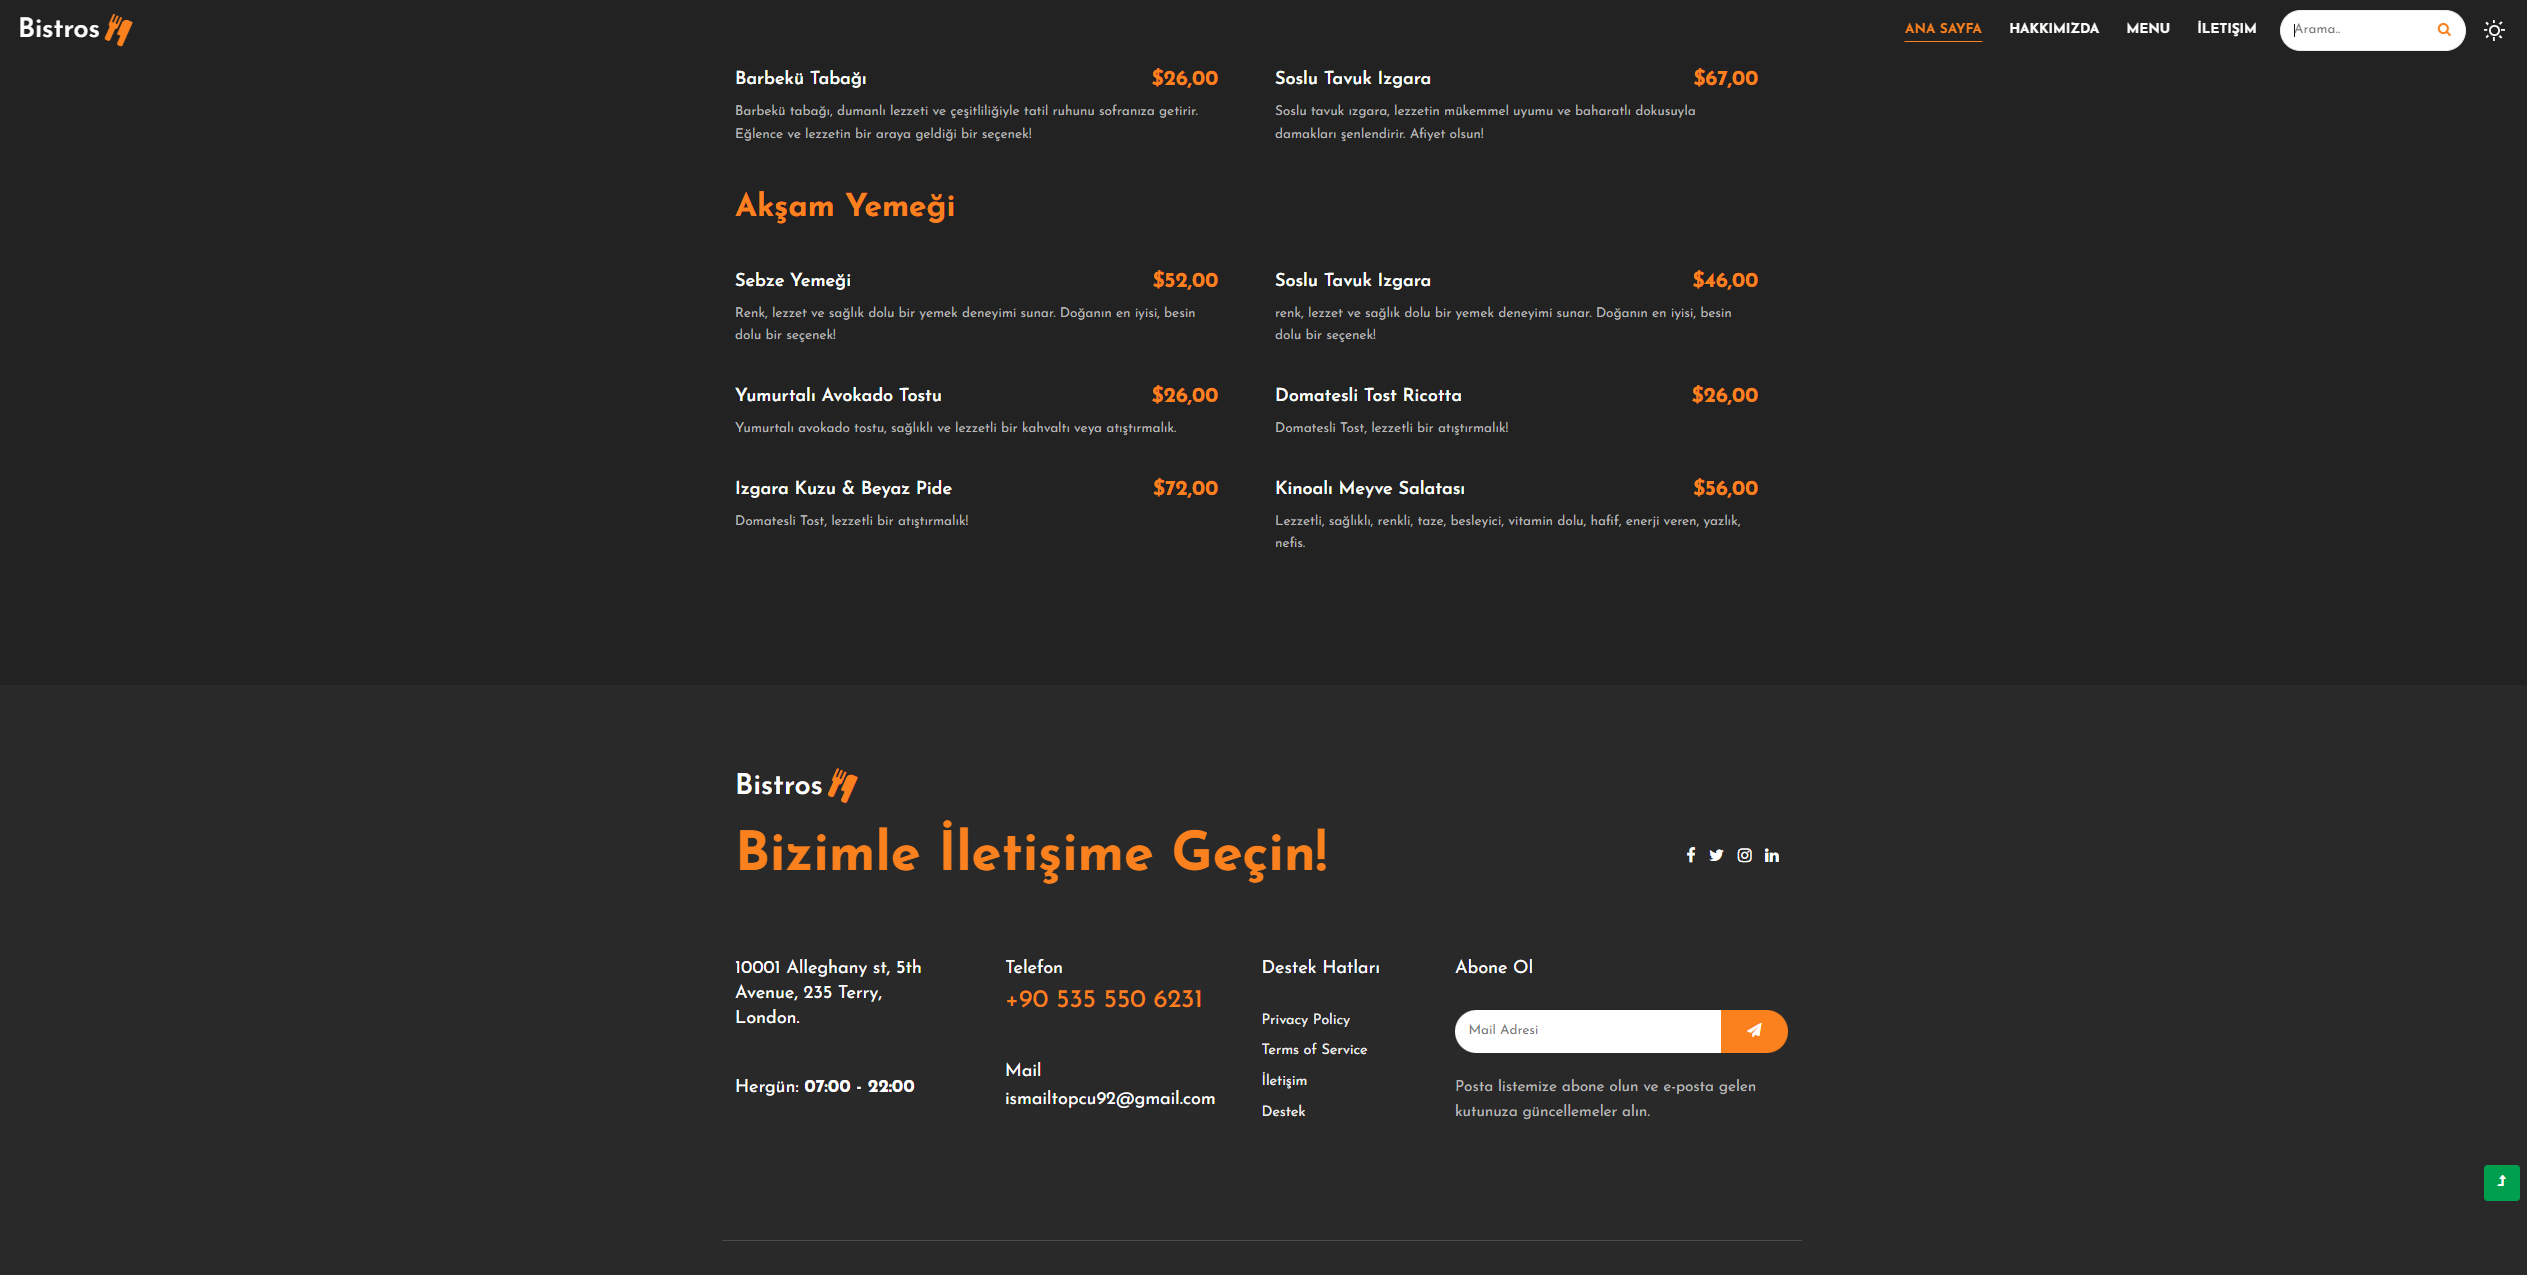 Bistros
ANA SAYFA HAKKIMIZDA MENU İLETIŞIM Arama..
Barbekü Tabağı $26,00
Barbekü tabağı, dumanlı lezzeti ve çeşitliliğiyle tatil ruhunu sofranıza getirir.
Eğlence ve lezzetin bir araya geldiği bir seçenek!
Soslu Tavuk Izgara $67,00
Soslu tavuk ızgara, lezzetin mükemmel uyumu ve baharatlı dokusuyla
damakları şenlendirir. Afiyet olsun!
Akşam Yemeği
Sebze Yemeği $52,00
Renk, lezzet ve sağlık dolu bir yemek deneyimi sunar. Doğanın en iyisi, besin
dolu bir seçenek!
Soslu Tavuk Izgara $46,00
renk, lezzet ve sağlık dolu bir yemek deneyimi sunar. Doğanın en iyisi, besin
dolu bir seçenek!
Yumurtalı Avokado Tostu $26,00
Yumurtalı avokado tostu, sağlıklı ve lezzetli bir kahvaltı veya atıştırmalık.
Domatesli Tost Ricotta $26,00
Domatesli Tost, lezzetli bir atıştırmalık!
Izgara Kuzu & Beyaz Pide $72,00
Domatesli Tost, lezzetli bir atıştırmalık!
Kinoalı Meyve Salatası $56,00
Lezzetli, sağlıklı, renkli, taze, besleyici, vitamin dolu, hafif, enerji veren, yazlık,
nefis.
Bistros
Bizimle İletişime Geçin!
10001 Alleghany st, 5th
Avenue, 235 Terry,
London.
Hergün: 07:00 - 22:00
Telefon
+90 535 550 6231
Mail
ismailtopcu92@gmail.com
Destek Hatları
Privacy Policy
Terms of Service
İletişim
Destek
Abone Ol
Mail Adresi
Posta listemize abone olun ve e-posta gelen
kutunuza güncellemeler alın.